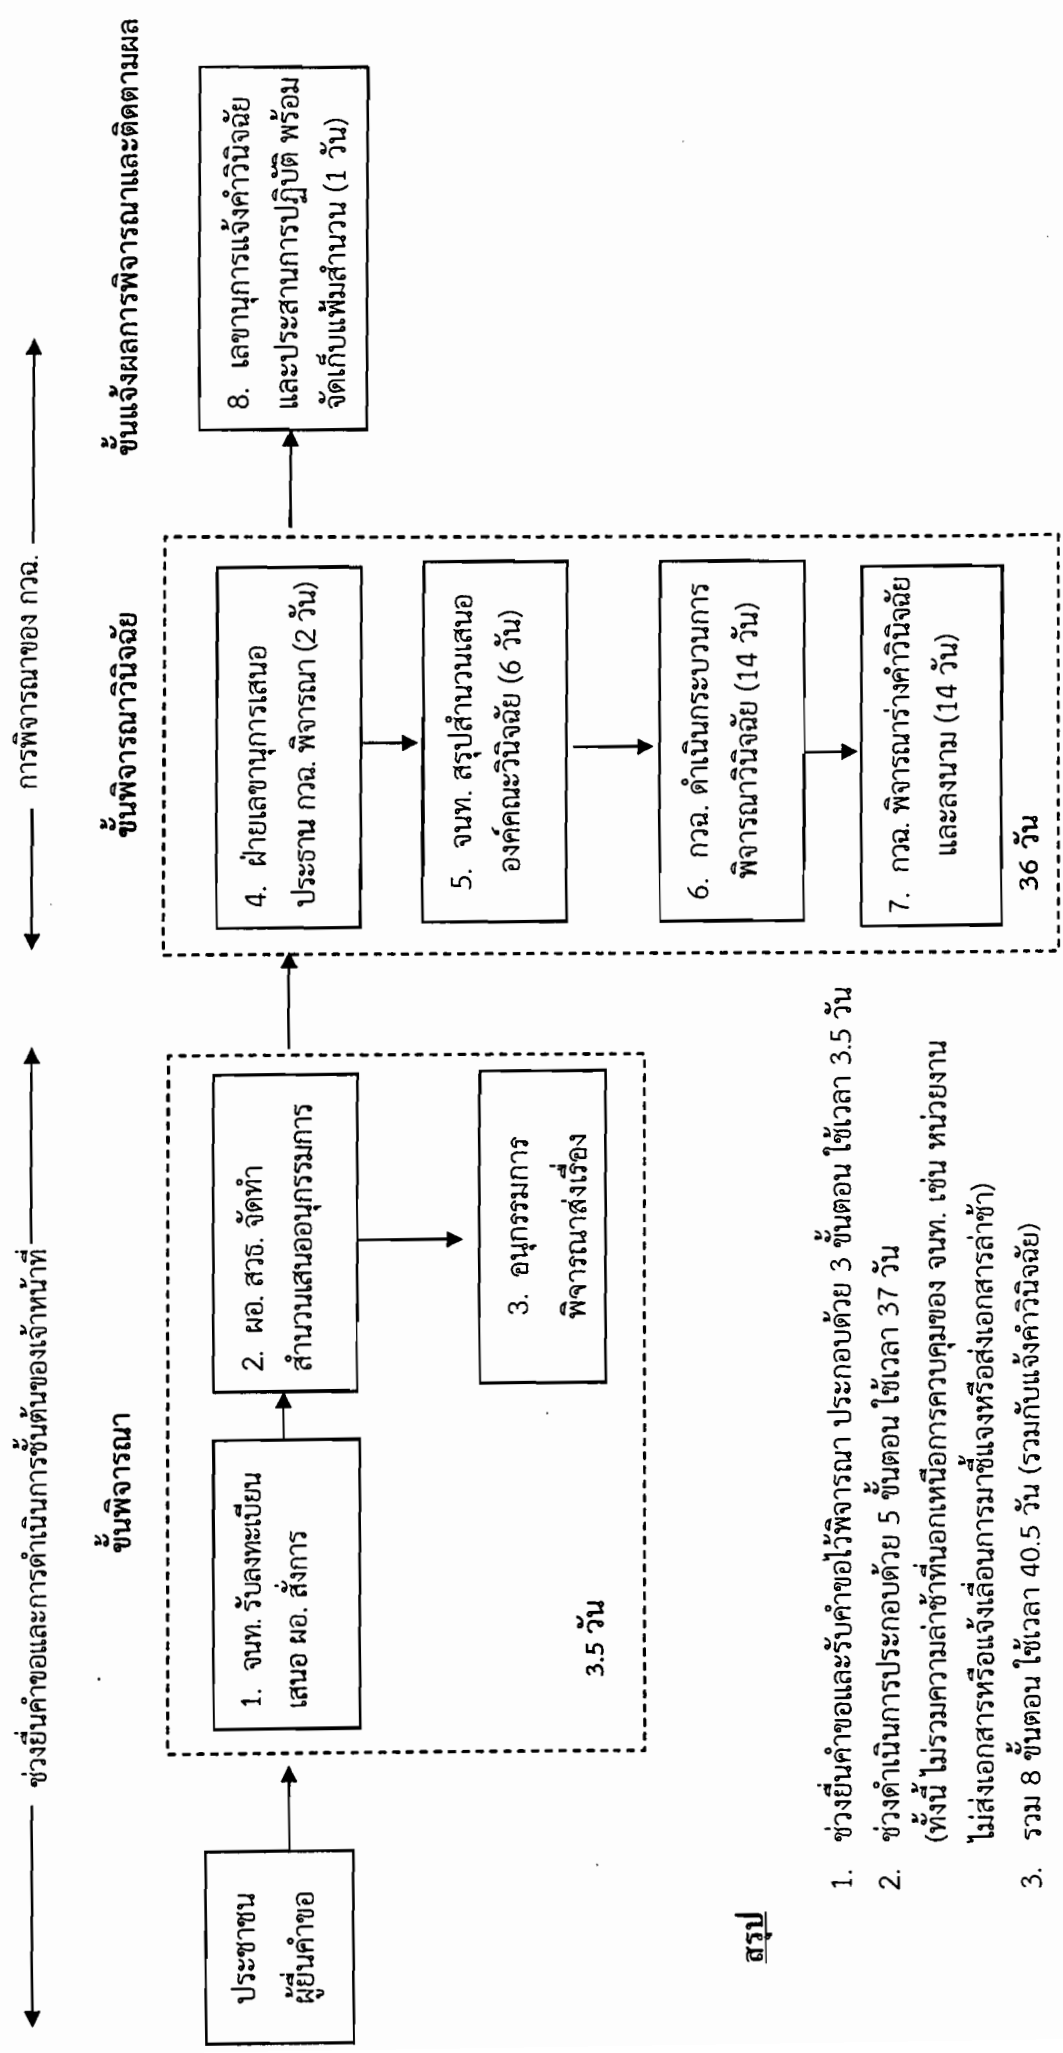 ช่วงยื่นคำขอและการดำเนินการชั้นต้นของเจ้าหน้าที่
การพิจารณาของ กวฉ.
ขั้นพิจารณา
ขั้นพิจารณาวินิจฉัย
ขั้นแจ้งผลการพิจารณาและติดตามผล
ประชาชน
ผู้ยื่นคำขอ
1. จนท. รับลงทะเบียน
เสนอ ผอ. สั่งการ
2. ผอ. สวธ. จัดทำ
สำนวนเสนออนุกรรมการ
3. อนุกรรมการ
พิจารณาส่งเรื่อง
3.5 วัน
4. ฝ่ายเลขานุการเสนอ
ประธาน กวฉ. พิจารณา (2 วัน)
5. จนท. สรุปสำนวนเสนอ
องค์คณะวินิจฉัย (6 วัน)
6. กวฉ. ดำเนินกระบวนการ
พิจารณาวินิจฉัย (14 วัน)
7. กวฉ. พิจารณาร่างคำวินิจฉัย
และลงนาม (14 วัน)
36 วัน
8. เลขานุการแจ้งคำวินิจฉัย
และประสานการปฏิบัติ พร้อม
จัดเก็บแฟ้มสำนวน (1 วัน)
สรุป
1. ช่วงยื่นคำขอและรับคำขอไว้พิจารณา ประกอบด้วย 3 ขั้นตอน ใช้เวลา 3.5 วัน
2. ช่วงดำเนินการประกอบด้วย 5 ขั้นตอน ใช้เวลา 37 วัน
(ทั้งนี้ ไม่รวมความล่าช้าที่นอกเหนือการควบคุมของ จนท. เช่น หน่วยงาน
ไม่ส่งเอกสารหรือแจ้งเลื่อนการมาชี้แจงหรือส่งเอกสารล่าช้า)
3. รวม 8 ขั้นตอน ใช้เวลา 40.5 วัน (รวมกับแจ้งคำวินิจฉัย)